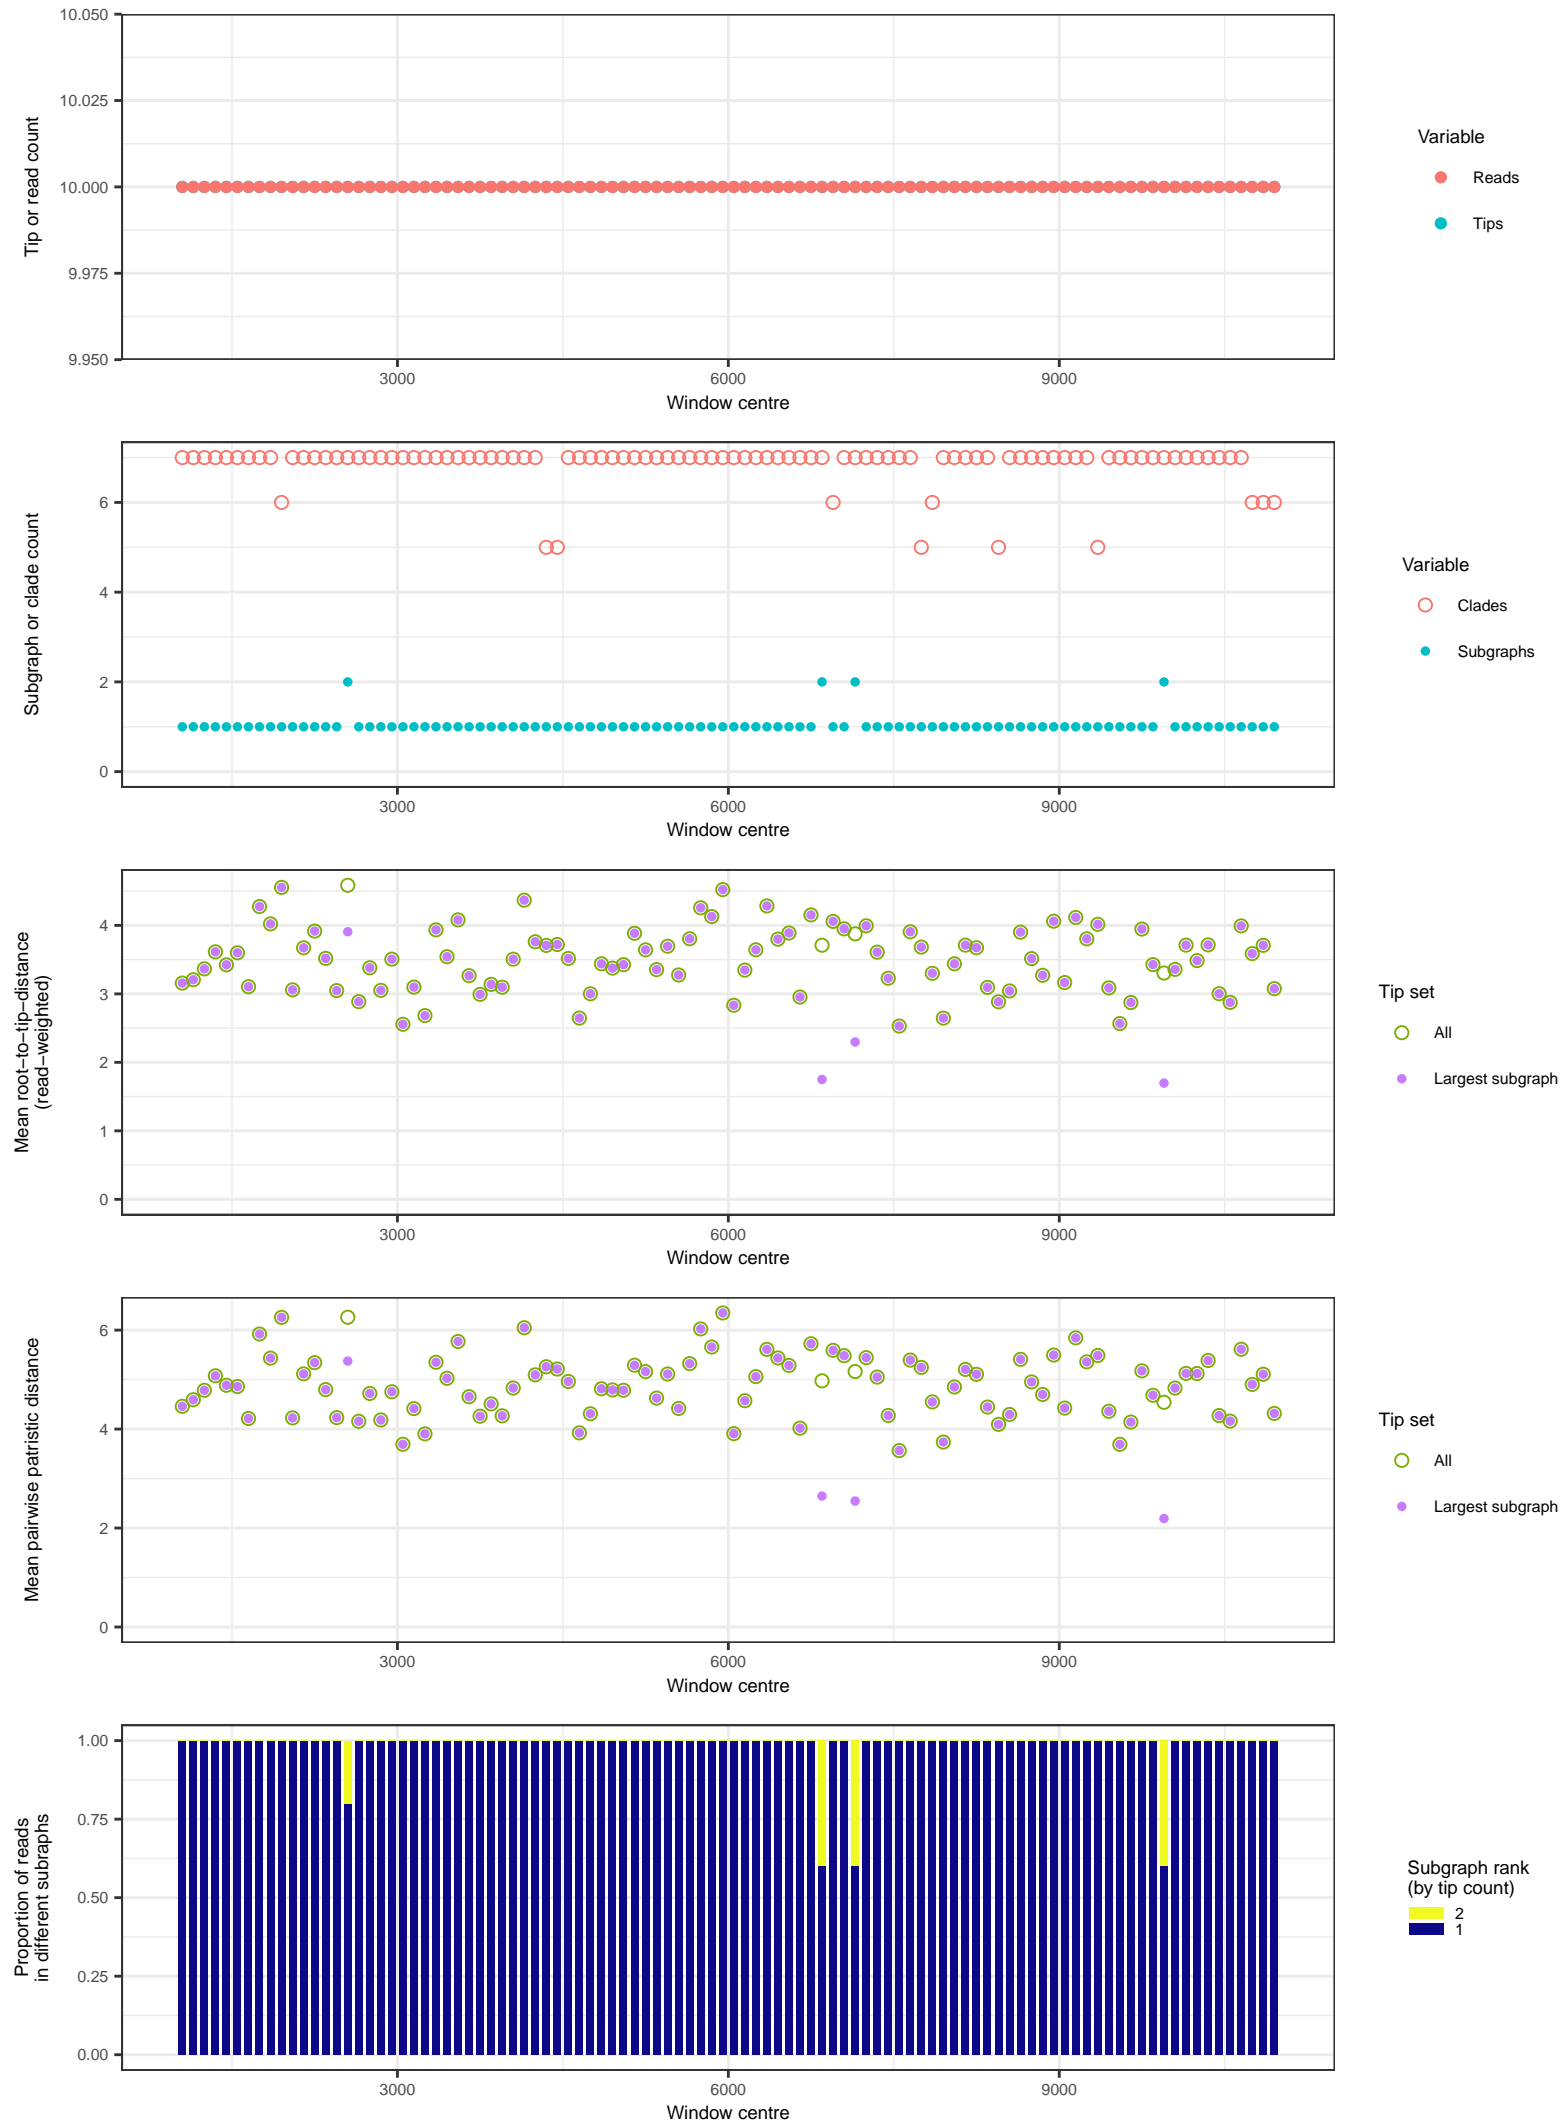 10.050
10.025
10.000
9.975
9.950
Tip or read count
3000
6000
9000
Window centre
Variable
Reads
Tips
6
4
2
0
Subgraph or clade count
3000
6000
9000
Window centre
Variable
Clades
Subgraphs
4
3
2
1
0
Mean root−to−tip−distance
(read−weighted)
3000
6000
9000
Window centre
Tip set
All
Largest subgraph
6
4
2
0
Mean pairwise patristic distance
3000
6000
9000
Window centre
Tip set
All
Largest subgraph
1.00
0.75
0.50
0.25
0.00
Proportion of reads
in different subraphs
3000
6000
9000
Window centre
Subgraph rank
(by tip count)
2
1